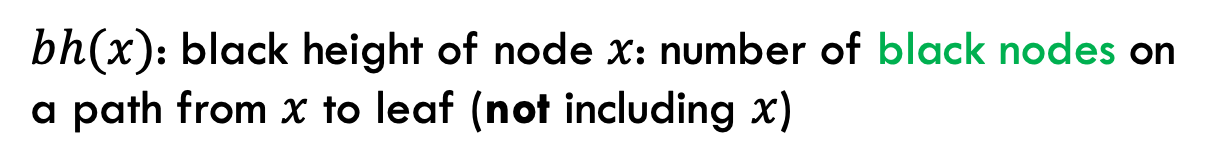 𝑏ℎ(𝑥): black height of node 𝑥: number of black nodes on
a path from 𝑥 to leaf (not including 𝑥)